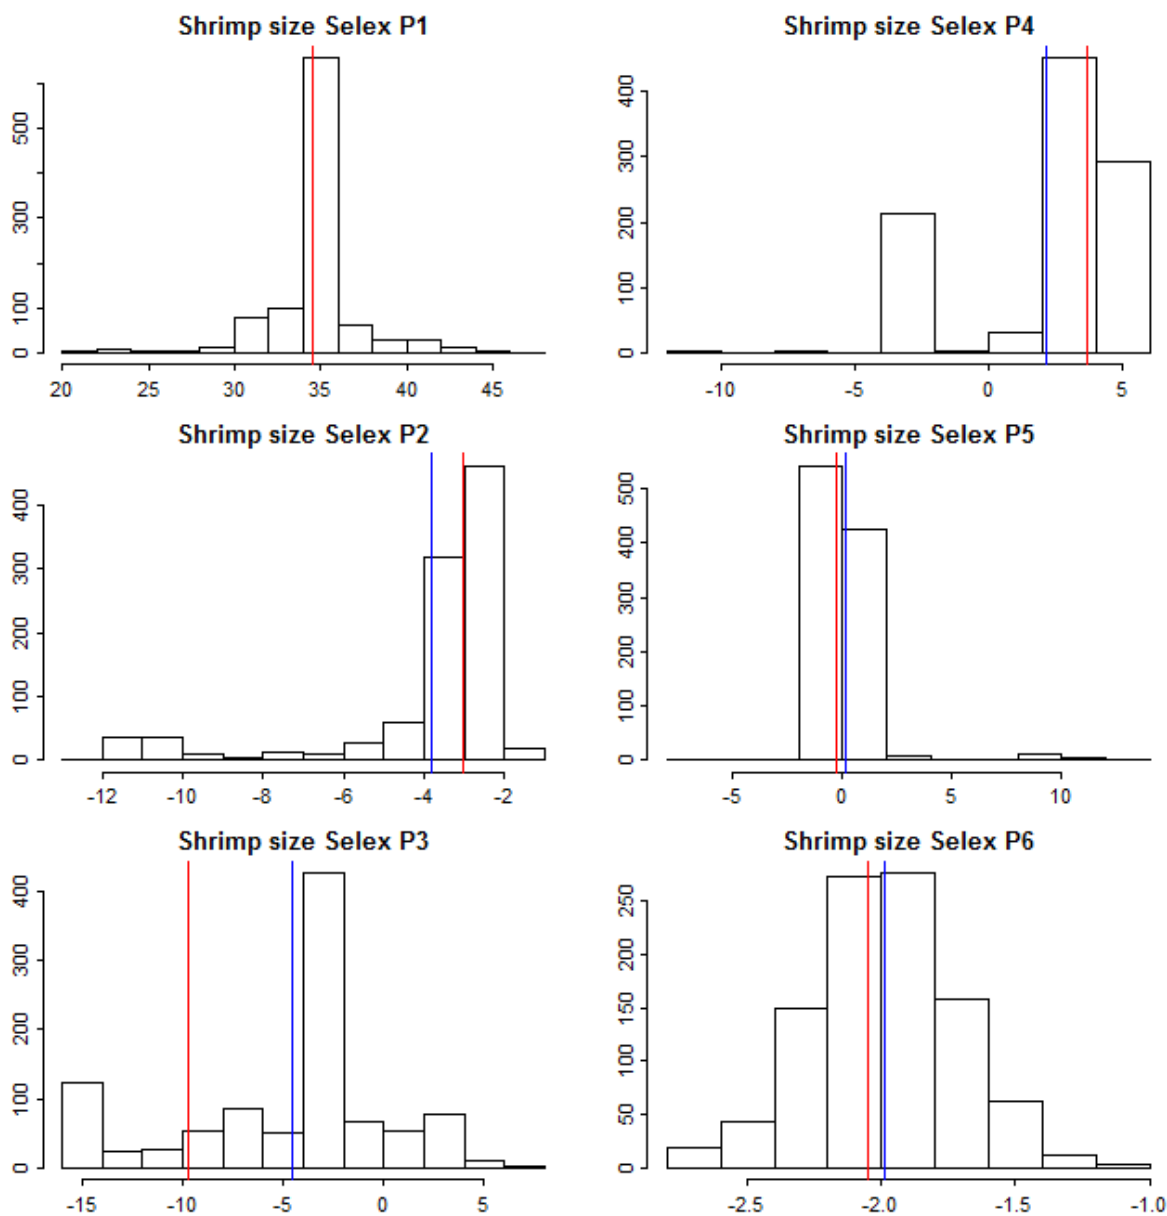 Shrimp size Selex P1
500
300
100
0
20 25 30 35 40 45
Shrimp size Selex P4
400
300
200
100
0
-10 -5 0 5
Shrimp size Selex P2
400
300
200
100
0
-12 -10 -8 -6 -4 -2
Shrimp size Selex P5
500
400
300
200
100
0
-5 0 5 10
Shrimp size Selex P3
400
300
200
100
0
-15 -10 -5 0 5
Shrimp size Selex P6
250
200
150
100
50
0
-2.5 -2.0 -1.5 -1.0